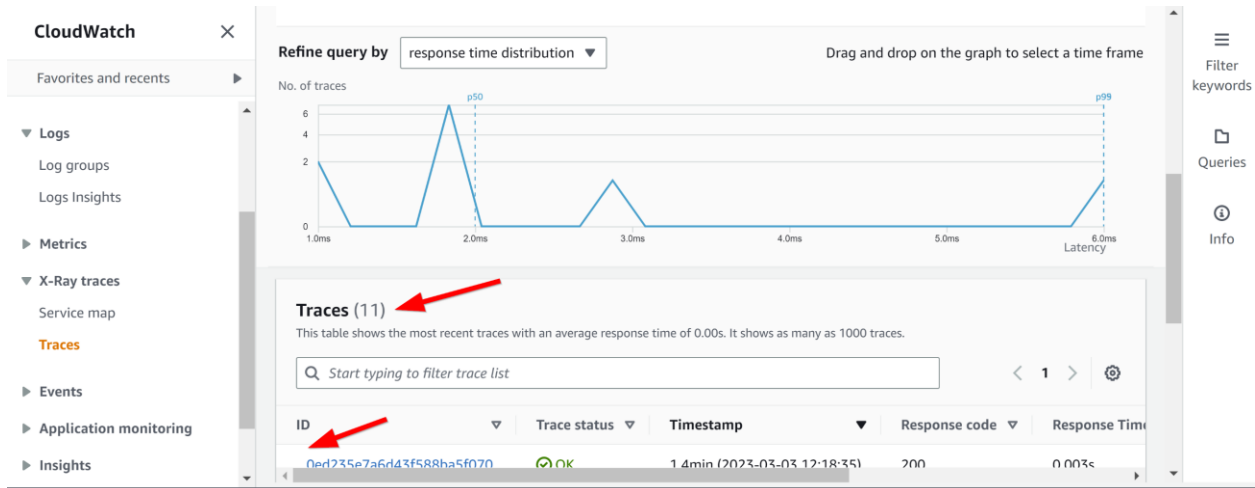 CloudWatch
Favorites and recents
Logs
Log groups
Logs Insights
Metrics
X-Ray traces
Service map
Traces
Events
Application monitoring
Insights
Refine query by response time distribution Drag and drop on the graph to select a time frame
No. of traces
p50 p99
6
4
2
0
1.0ms 2.0ms 3.0ms 4.0ms 5.0ms 6.0ms
Latency
Traces (11)
This table shows the most recent traces with an average response time of 0.00s. It shows as many as 1000 traces.
Start typing to filter trace list
1
ID Trace status Timestamp Response code Response Time
0ed235e7a6d43f588ba5f070 OK 1.4min (2023-03-03 12:18:35) 200 0.003s
Filter
keywords
Queries
Info